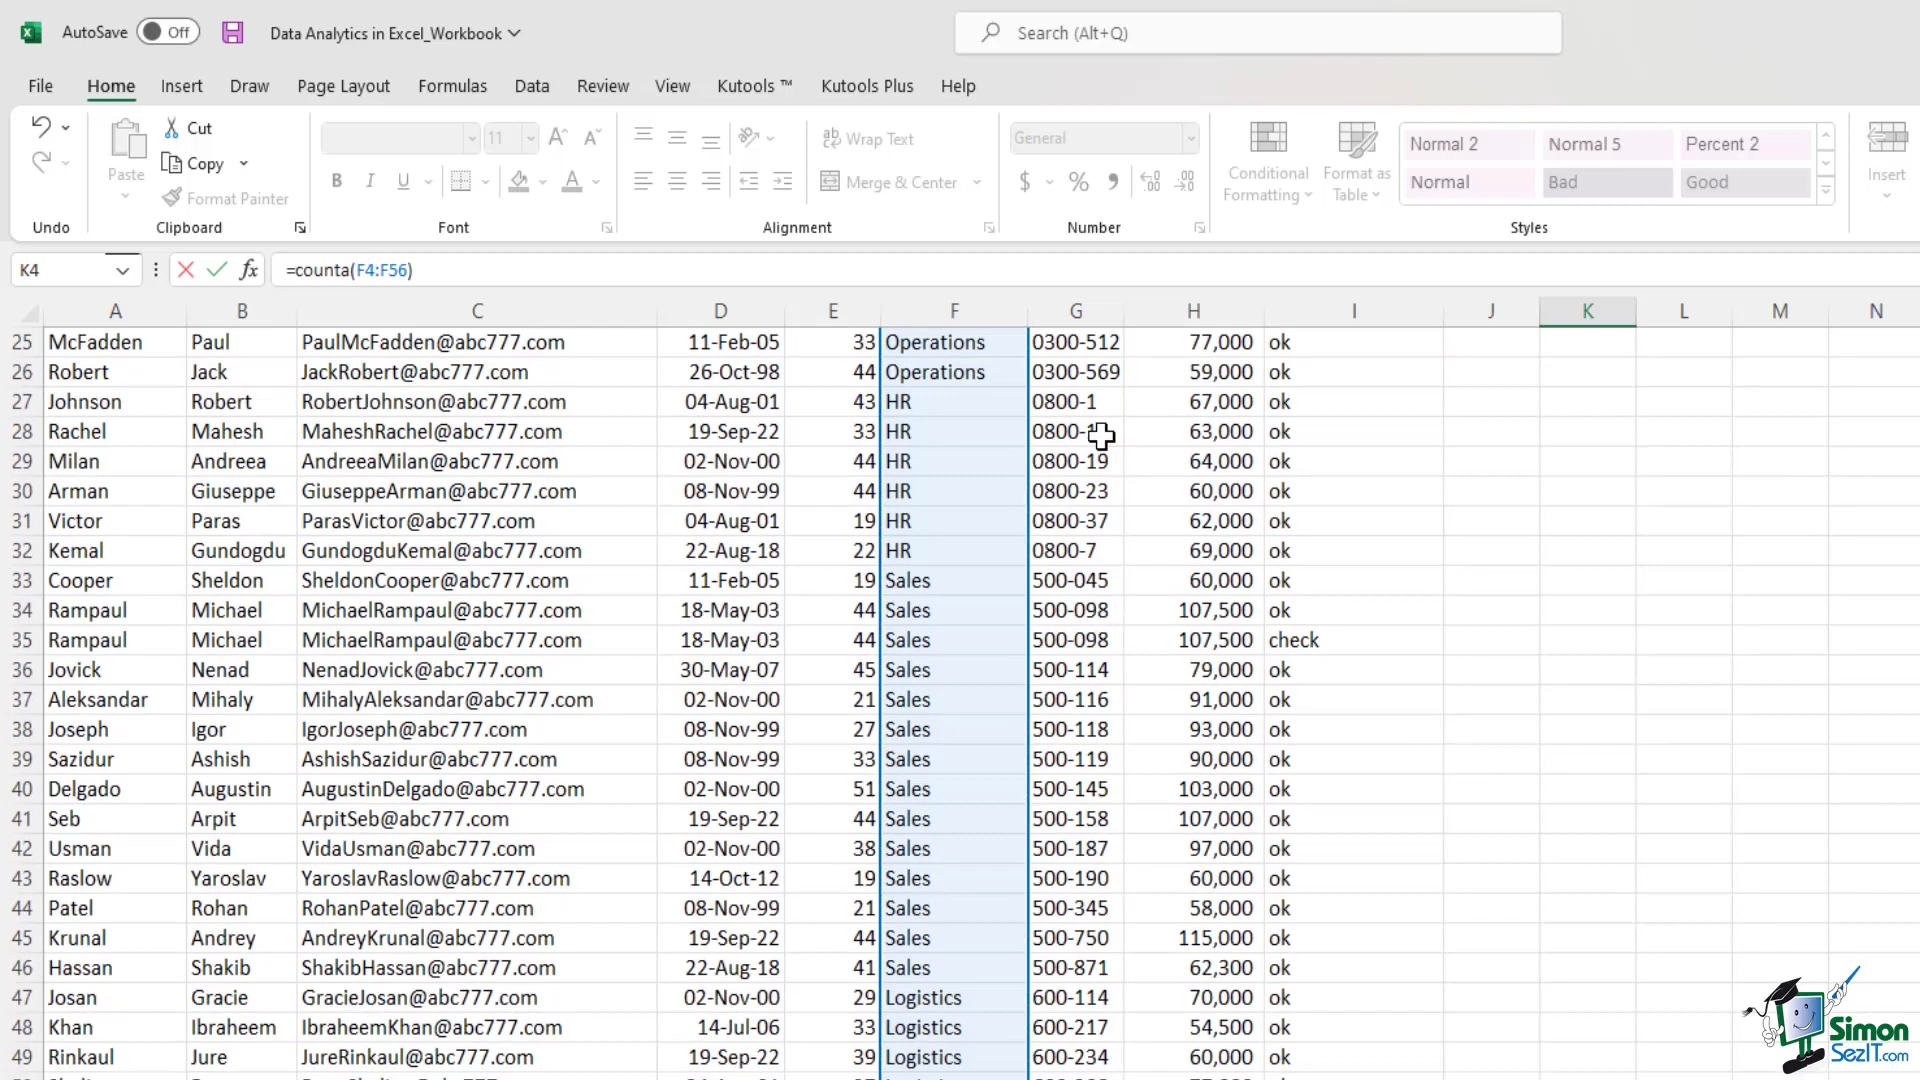 AutoSave Off Data Analytics in Excel_Workbook Search (Alt+Q)
File Home Insert Draw Page Layout Formulas Data Review View Kutools ™ Kutools Plus Help
Paste Cut Copy Format Painter
11
B I U A
Wrap Text
Merge & Center
General
$ % 9
Conditional Formatting
Format as Table
Normal 2 Normal 5 Percent 2
Normal Bad Good
Insert
Undo Clipboard Font Alignment Number Styles
K4 fx =counta(F4:F56)
A B C D E F G H I J K L M N
25 McFadden Paul PaulMcFadden@abc777.com 11-Feb-05 33 Operations 0300-512 77,000 ok
26 Robert Jack JackRobert@abc777.com 26-Oct-98 44 Operations 0300-569 59,000 ok
27 Johnson Robert RobertJohnson@abc777.com 04-Aug-01 43 HR 0800-1 67,000 ok
28 Rachel Mahesh MaheshRachel@abc777.com 19-Sep-22 33 HR 63,000 ok
29 Milan Andreea AndreeaMilan@abc777.com 02-Nov-00 44 HR 0800-19 64,000 ok
30 Arman Giuseppe GiuseppeArman@abc777.com 08-Nov-99 44 HR 0800-23 60,000 ok
31 Victor Paras ParasVictor@abc777.com 04-Aug-01 19 HR 0800-37 62,000 ok
32 Kemal Gundogdu GundogduKemal@abc777.com 22-Aug-18 22 HR 0800-7 69,000 ok
33 Cooper Sheldon SheldonCooper@abc777.com 11-Feb-05 19 Sales 500-045 60,000 ok
34 Rampaul Michael MichaelRampaul@abc777.com 18-May-03 44 Sales 500-098 107,500 ok
35 Rampaul Michael MichaelRampaul@abc777.com 18-May-03 44 Sales 500-098 107,500 check
36 Jovick Nenad NenadJovick@abc777.com 30-May-07 45 Sales 500-114 79,000 ok
37 Aleksandar Mihaly MihalyAleksandar@abc777.com 02-Nov-00 21 Sales 500-116 91,000 ok
38 Joseph Igor IgorJoseph@abc777.com 08-Nov-99 27 Sales 500-118 93,000 ok
39 Sazidur Ashish AshishSazidur@abc777.com 08-Nov-99 33 Sales 500-119 90,000 ok
40 Delgado Augustin AugustinDelgado@abc777.com 02-Nov-00 51 Sales 500-145 103,000 ok
41 Seb Arpit ArpitSeb@abc777.com 19-Sep-22 44 Sales 500-158 107,000 ok
42 Usman Vida VidaUsman@abc777.com 02-Nov-00 38 Sales 500-187 97,000 ok
43 Raslow Yaroslav YaroslavRaslow@abc777.com 14-Oct-12 19 Sales 500-190 60,000 ok
44 Patel Rohan RohanPatel@abc777.com 08-Nov-99 21 Sales 500-345 58,000 ok
45 Krunal Andrey AndreyKrunal@abc777.com 19-Sep-22 44 Sales 500-750 115,000 ok
46 Hassan Shakib ShakibHassan@abc777.com 22-Aug-18 41 Sales 500-871 62,300 ok
47 Josan Gracie GracieJosan@abc777.com 02-Nov-00 29 Logistics 600-114 70,000 ok
48 Khan Ibraheem IbraheemKhan@abc777.com 14-Jul-06 33 Logistics 600-217 54,500 ok
49 Rinkaul Jure JureRinkaul@abc777.com 19-Sep-22 39 Logistics 600-234 60,000 ok
Simon
SezIT.com